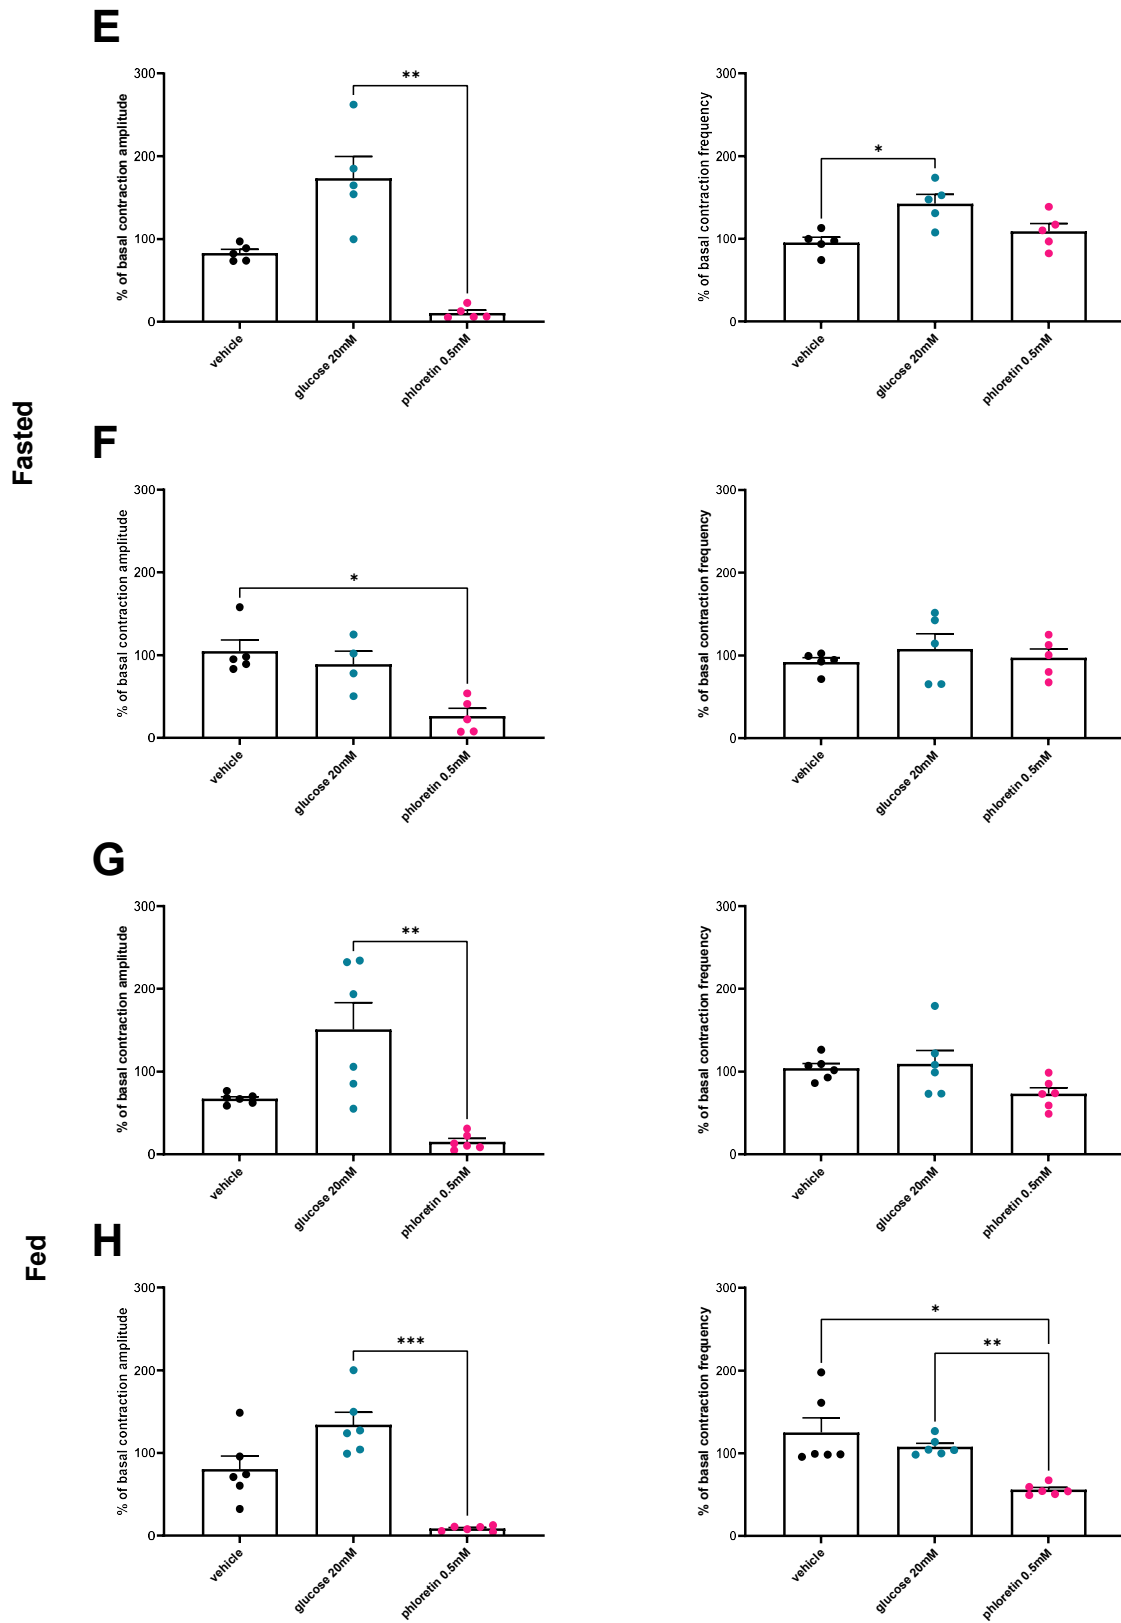 E
% of basal contraction amplitude
300
200
100
0
**
vehicle
glucose 20mM
phloretin 0.5mM
% of basal contraction frequency
300
200
100
0
*
vehicle
glucose 20mM
phloretin 0.5mM
Fasted
F
% of basal contraction amplitude
300
200
100
0
*
vehicle
glucose 20mM
phloretin 0.5mM
% of basal contraction frequency
300
200
100
0
vehicle
glucose 20mM
phloretin 0.5mM
G
% of basal contraction amplitude
300
200
100
0
**
vehicle
glucose 20mM
phloretin 0.5mM
% of basal contraction frequency
300
200
100
0
vehicle
glucose 20mM
phloretin 0.5mM
Fed
H
% of basal contraction amplitude
300
200
100
0
***
vehicle
glucose 20mM
phloretin 0.5mM
% of basal contraction frequency
300
200
100
0
*
**
vehicle
glucose 20mM
phloretin 0.5mM